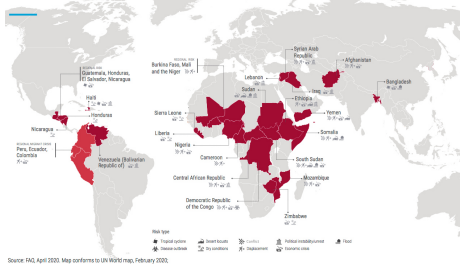 REGIONAL RISK
Guatemala, Honduras,
El Salvador, Nicaragua
Haiti
Honduras
Nicaragua
Peru, Ecuador,
Colombia
Venezuela (Bolivarian
Republic of)
REGIONAL RISK
Burkina Faso, Mali
and the Niger
Sierra Leone
Liberia
Nigeria
Cameroon
Central African Republic
Democratic Republic
of the Congo
Syrian Arab
Republic
Lebanon
Sudan
Iraq
Ethiopia
Afghanistan
Bangladesh
Yemen
Somalia
South Sudan
Mozambique
Zimbabwe
Risk type
Tropical cyclone
Desert locusts
Conflict
Political instability/unrest
Flood
Disease outbreak
Dry conditions
Displacement
Economic crisis
Source: FAO, April 2020. Map conforms to UN World map, February 2020,